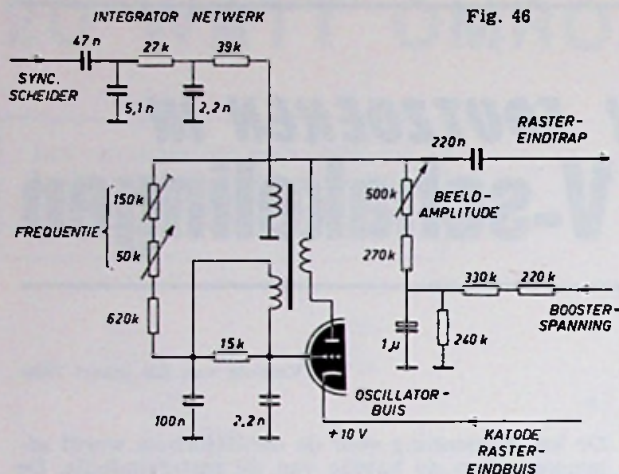 INTEGRATOR NETWERK
Fig. 46
47n
27k
39k
SYNC.
SCHEIDER
5,1n
2,2n
220n
RASTER-
EINDTRAP
150k
500k
BEELD-
AMPLITUDE
FREQUENTIE
50k
270k
330k
220k
620k
BOOSTER-
SPANNING
15k
1µ
240k
OSCILLATOR-
BUIS
100n
2,2n
+10V
KATODE
RASTER-
EINDBUIS